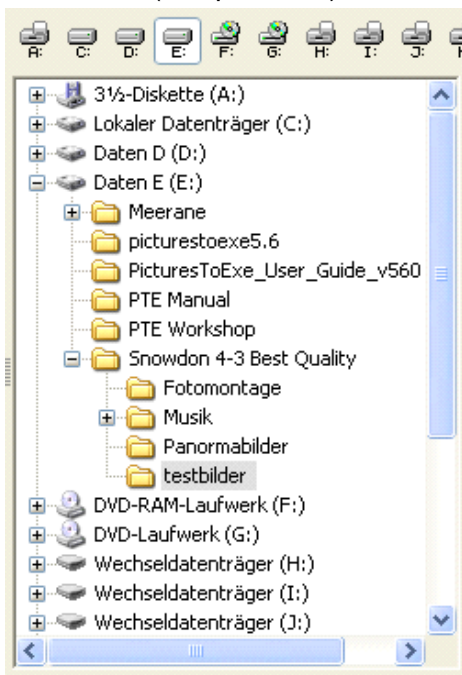 A: C: D: E: F: G: H: I: J:
3½-Diskette (A:)
Lokaler Datenträger (C:)
Daten D (D:)
Daten E (E:)
Meerane
picturestoexe5.6
PicturesToExe_User_Guide_v560
PTE Manual
PTE Workshop
Snowdon 4-3 Best Quality
Fotomontage
Musik
Panormabilder
testbilder
DVD-RAM-Laufwerk (F:)
DVD-Laufwerk (G:)
Wechseldatenträger (H:)
Wechseldatenträger (I:)
Wechseldatenträger (J:)